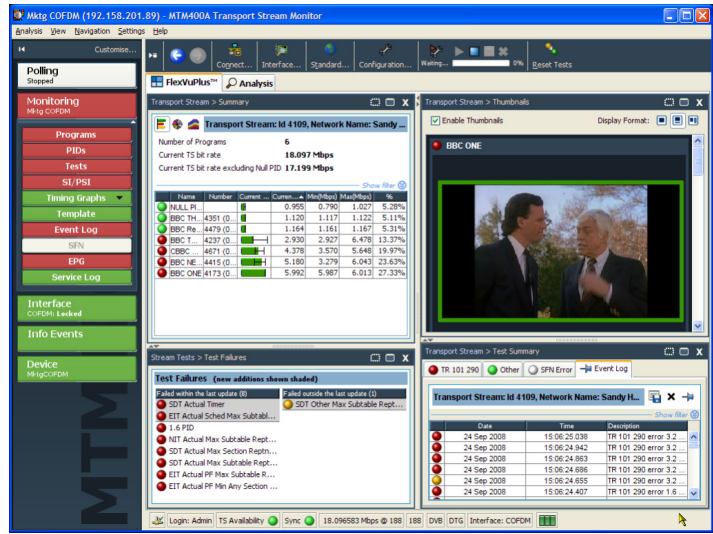 Mktg COFDM (192.158.201.89) - MTM400A Transport Stream Monitor
Analysis View Navigation Settings Help
Customise...
Polling
Stopped
Monitoring
Mktg COFDM
Programs
PIDs
Tests
SI/PSI
Timing Graphs
Template
Event Log
SFN
EPG
Service Log
Interface
COFDM: Locked
Info Events
Device
MktgCOFDM
MTM
Connect... Interface... Standard... Configuration... Waiting... 0% Reset Tests
FlexVuPlus™ Analysis
Transport Stream > Summary
Transport Stream: Id 4109, Network Name: Sandy ...
Number of Programs 6
Current TS bit rate 18.097 Mbps
Current TS bit rate excluding Null PID 17.199 Mbps
Show filter
Name Number Current ... Curren... Min(Mbps) Max(Mbps) %
NULL PI... 0.955 0.790 1.027 5.28%
BBC TH... 4351 (0... 1.120 1.117 1.122 5.11%
BBC Re... 4479 (0... 1.164 1.161 1.167 5.31%
BBC T... 4237 (0... 2.930 2.927 6.478 13.37%
CBBC ... 4671 (0... 4.378 3.570 5.648 19.97%
BBC NE... 4415 (0... 5.180 3.279 6.043 23.63%
BBC ONE 4173 (0... 5.992 5.987 6.013 27.33%
Transport Stream > Thumbnails
Enable Thumbnails Display Format:
BBC ONE
Stream Tests > Test Failures
Test Failures (new additions shown shaded)
Failed within the last update (8) Failed outside the last update (1)
SDT Actual Timer SDT Other Max Subtable Rept...
EIT Actual Sched Max Subtabl...
1.6 PID
NIT Actual Max Subtable Rept...
SDT Actual Max Section Reptn...
SDT Actual Max Subtable Rept...
EIT Actual PF Max Subtable R...
EIT Actual PF Min Any Section ...
Transport Stream > Test Summary
TR 101 290 Other SFN Error Event Log
Transport Stream: Id 4109, Network Name: Sandy H...
Show filter
Date Time Description
24 Sep 2008 15:06:25.038 TR 101 290 error 3.2 ...
24 Sep 2008 15:06:24.942 TR 101 290 error 3.2 ...
24 Sep 2008 15:06:24.863 TR 101 290 error 3.2 ...
24 Sep 2008 15:06:24.686 TR 101 290 error 3.2 ...
24 Sep 2008 15:06:24.655 TR 101 290 error 3.2 ...
24 Sep 2008 15:06:24.407 TR 101 290 error 1.6 ...
Login: Admin TS Availability Sync 18.096583 Mbps @ 188 188 DVB DTG Interface: COFDM